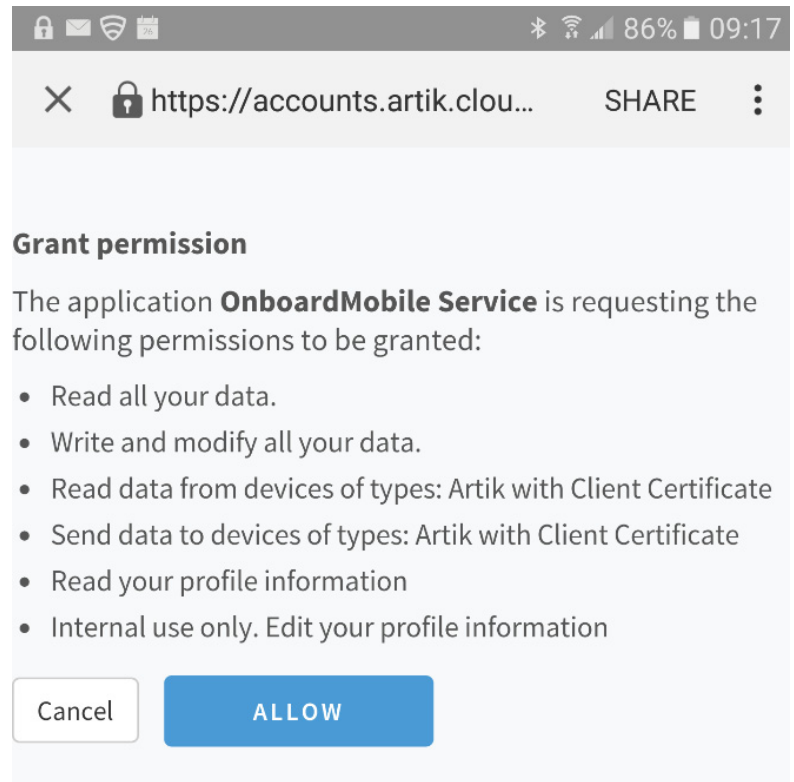 26 86% 09:17
https://accounts.artik.clou... SHARE
Grant permission
The application OnboardMobile Service is requesting the
following permissions to be granted:
• Read all your data.
• Write and modify all your data.
• Read data from devices of types: Artik with Client Certificate
• Send data to devices of types: Artik with Client Certificate
• Read your profile information
• Internal use only. Edit your profile information
Cancel ALLOW